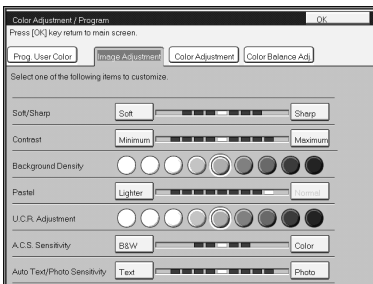 Color Adjustment / Program OK
Press [OK] key return to main screen.
Prog. User Color Image Adjustment Color Adjustment Color Balance Adj.
Select one of the following items to customize.
Soft/Sharp Soft Sharp
Contrast Minimum Maximum
Background Density
Pastel Lighter Normal
U.C.R. Adjustment
A.C.S. Sensitivity B&W Color
Auto Text/Photo Sensitivity Text Photo